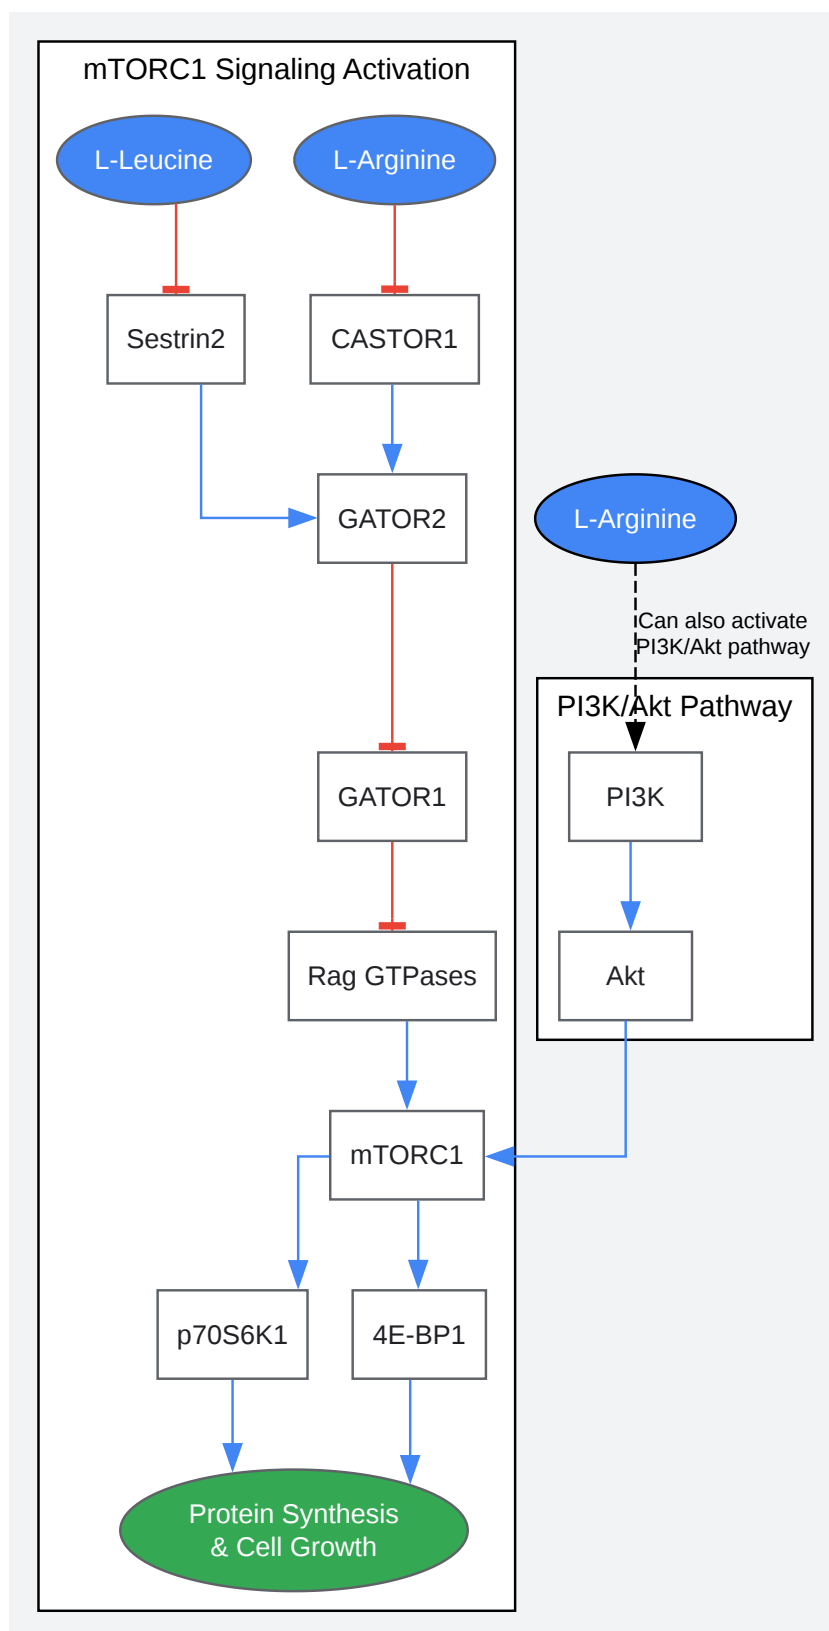 mTORC1 Signaling Activation
L-Leucine
L-Arginine
Sestrin2
CASTOR1
GATOR2
L-Arginine
Can also activate
PI3K/Akt pathway
PI3K/Akt Pathway
GATOR1
PI3K
Rag GTPases
Akt
mTORC1
p70S6K1
4E-BP1
Protein Synthesis
& Cell Growth